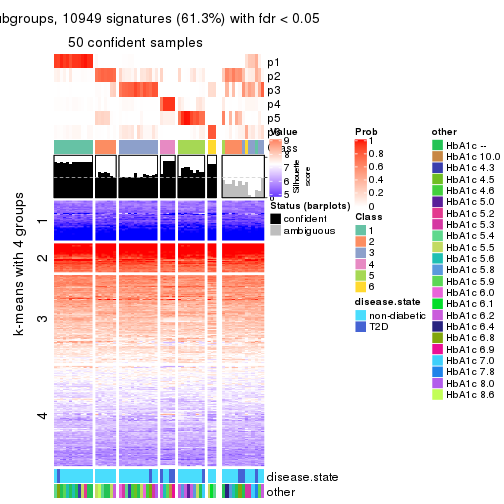 ubgroups, 10949 signatures (61.3%) with fdr < 0.05
50 confident samples
p1
p2
p3
p4
p5
Value
9
8
7
6
5
Silhouette score
Status (barplots)
confident
ambiguous
Prob
1
0.8
0.6
0.4
0.2
0
Class
1
2
3
4
5
6
disease.state
non-diabetic
T2D
other
HbA1c --
HbA1c 10.0
HbA1c 4.3
HbA1c 4.5
HbA1c 4.6
HbA1c 5.0
HbA1c 5.2
HbA1c 5.3
HbA1c 5.4
HbA1c 5.5
HbA1c 5.6
HbA1c 5.8
HbA1c 5.9
HbA1c 6.0
HbA1c 6.1
HbA1c 6.2
HbA1c 6.4
HbA1c 6.8
HbA1c 6.9
HbA1c 7.0
HbA1c 7.8
HbA1c 8.0
HbA1c 8.6
k-means with 4 groups
1
2
3
4
disease.state
other